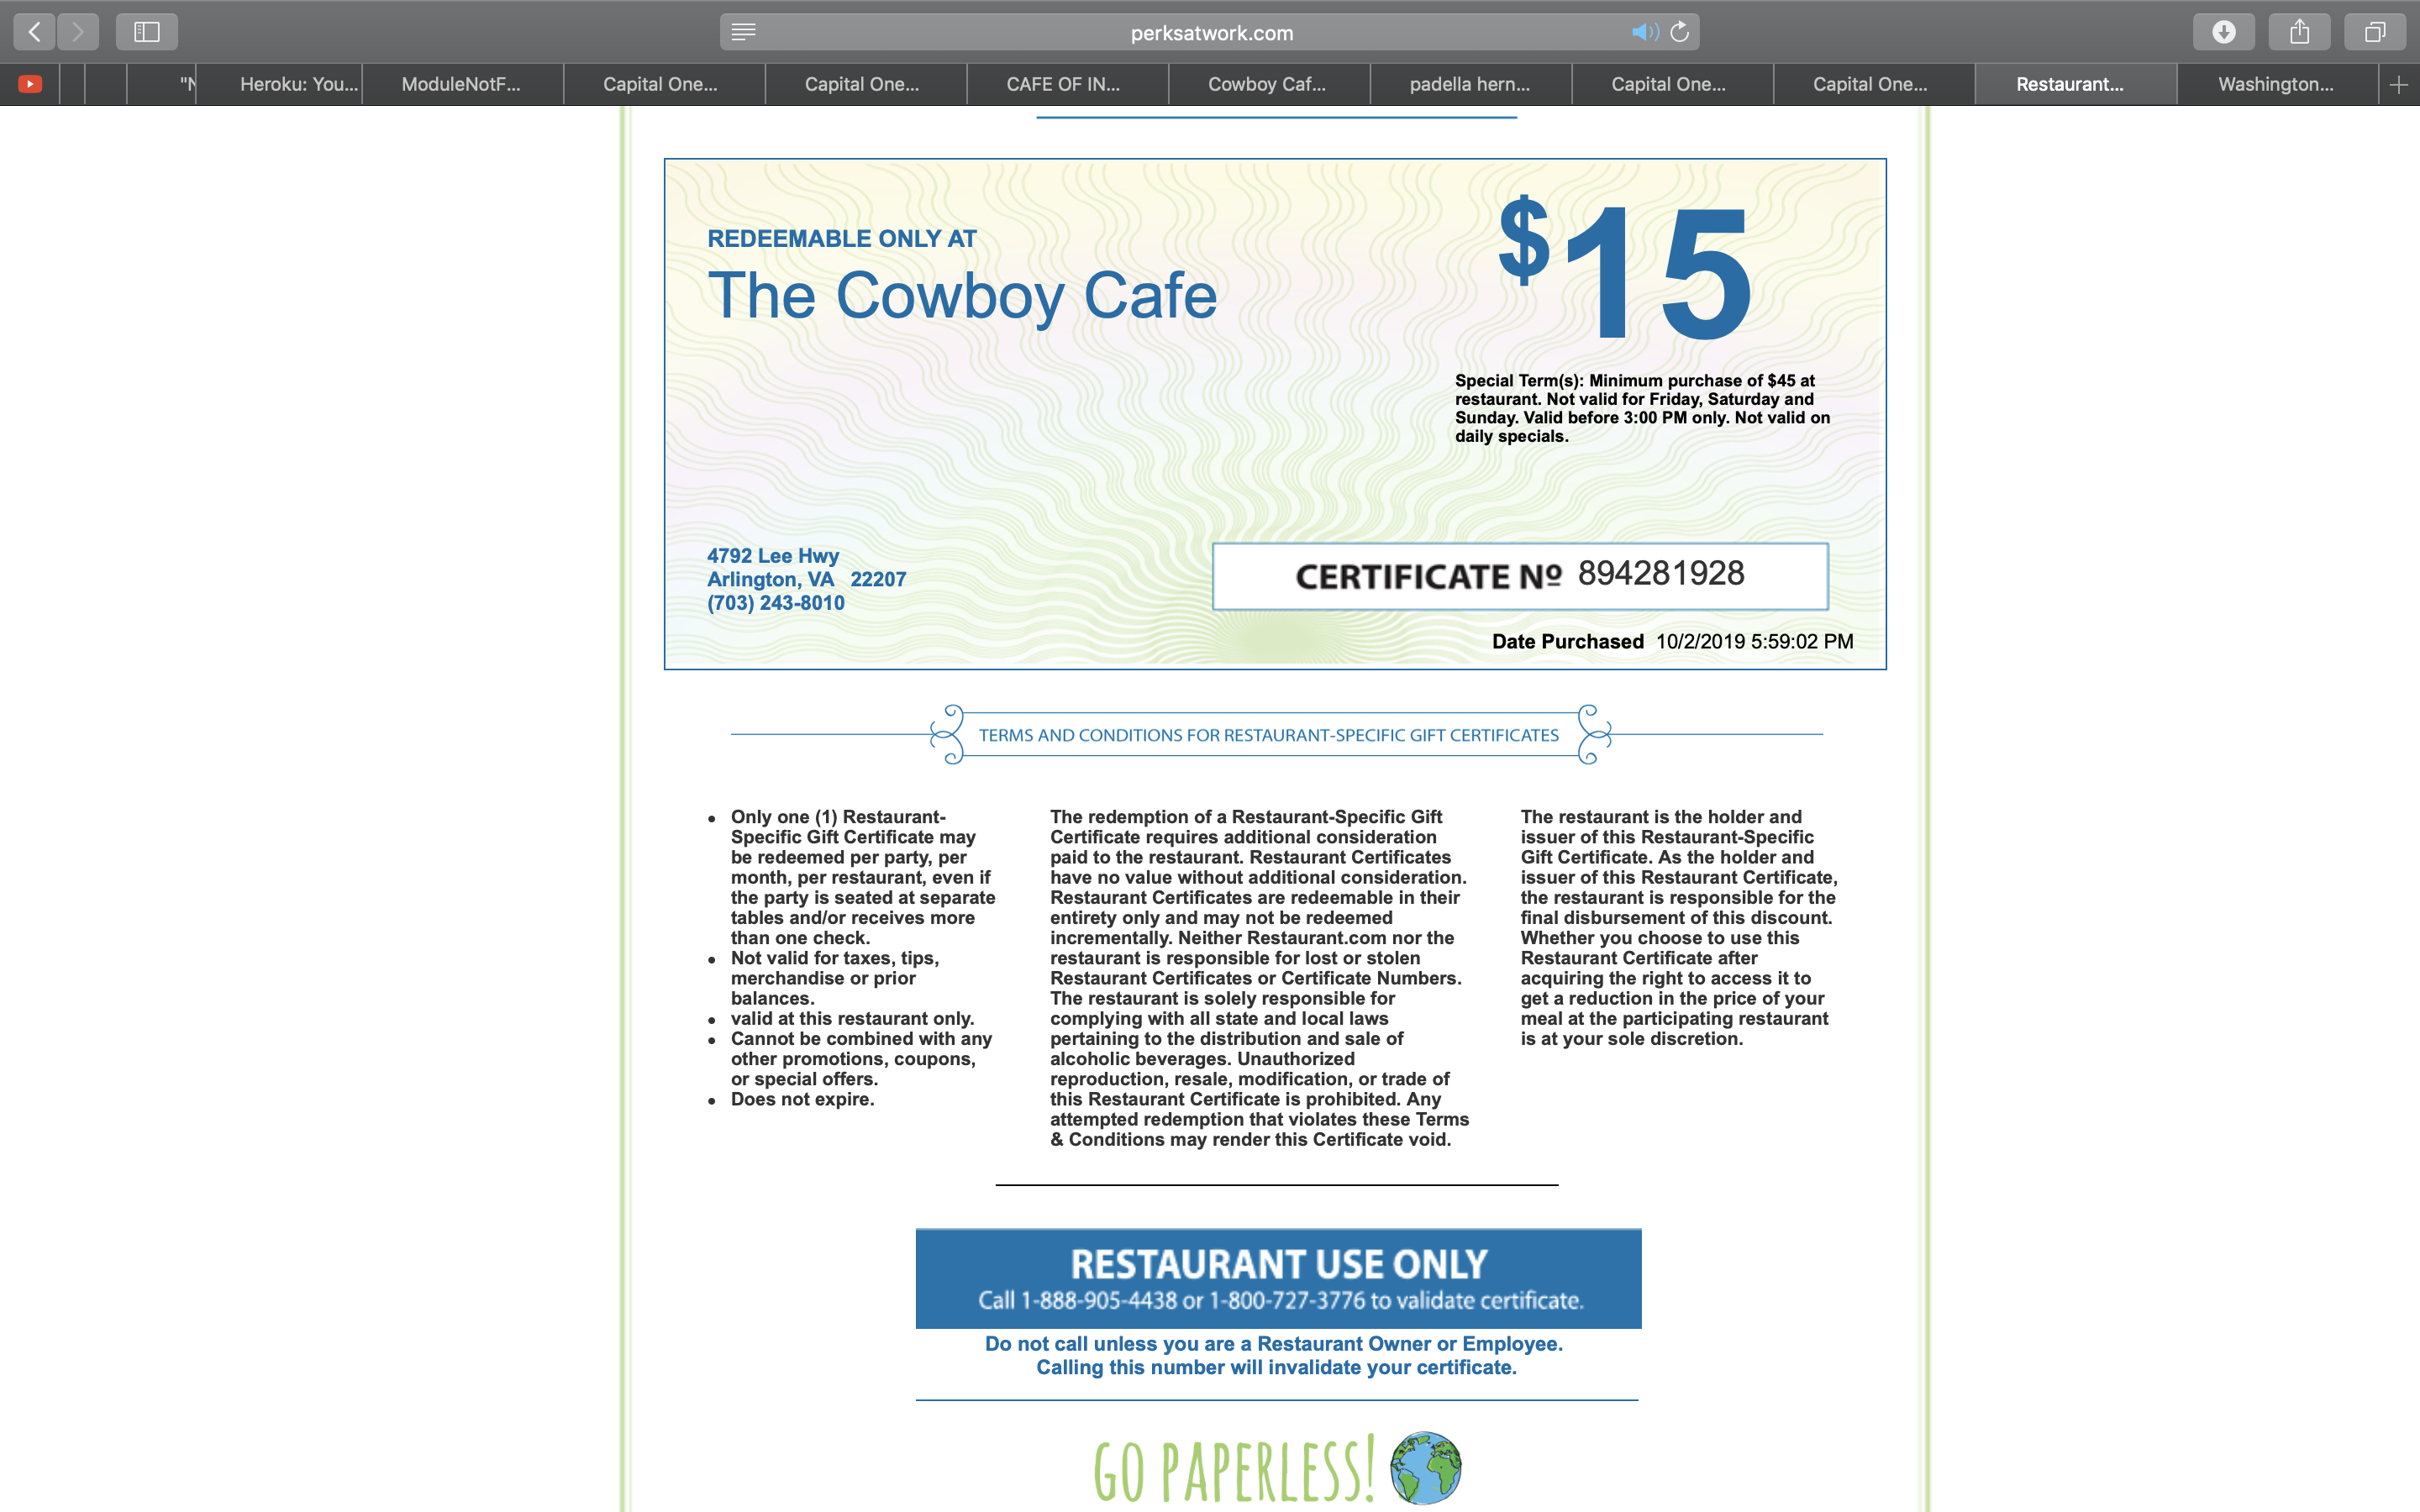 perksatwork.com
"N
Heroku: You...
ModuleNotF...
Capital One...
Capital One...
CAFE OF IN...
Cowboy Caf...
padella hern...
Capital One...
Capital One...
Restaurant...
Washington...
REDEEMABLE ONLY AT
The Cowboy Cafe
$15
Special Term(s): Minimum purchase of $45 at
restaurant. Not valid for Friday, Saturday and
Sunday. Valid before 3:00 PM only. Not valid on
daily specials.
4792 Lee Hwy
Arlington, VA 22207
(703) 243-8010
CERTIFICATE Nº 894281928
Date Purchased 10/2/2019 5:59:02 PM
TERMS AND CONDITIONS FOR RESTAURANT-SPECIFIC GIFT CERTIFICATES
• Only one (1) Restaurant-
Specific Gift Certificate may
be redeemed per party, per
month, per restaurant, even if
the party is seated at separate
tables and/or receives more
than one check.
• Not valid for taxes, tips,
merchandise or prior
balances.
• valid at this restaurant only.
• Cannot be combined with any
other promotions, coupons,
or special offers.
• Does not expire.
The redemption of a Restaurant-Specific Gift
Certificate requires additional consideration
paid to the restaurant. Restaurant Certificates
have no value without additional consideration.
Restaurant Certificates are redeemable in their
entirety only and may not be redeemed
incrementally. Neither Restaurant.com nor the
restaurant is responsible for lost or stolen
Restaurant Certificates or Certificate Numbers.
The restaurant is solely responsible for
complying with all state and local laws
pertaining to the distribution and sale of
alcoholic beverages. Unauthorized
reproduction, resale, modification, or trade of
this Restaurant Certificate is prohibited. Any
attempted redemption that violates these Terms
& Conditions may render this Certificate void.
The restaurant is the holder and
issuer of this Restaurant-Specific
Gift Certificate. As the holder and
issuer of this Restaurant Certificate,
the restaurant is responsible for the
final disbursement of this discount.
Whether you choose to use this
Restaurant Certificate after
acquiring the right to access it to
get a reduction in the price of your
meal at the participating restaurant
is at your sole discretion.
RESTAURANT USE ONLY
Call 1-888-905-4438 or 1-800-727-3776 to validate certificate.
Do not call unless you are a Restaurant Owner or Employee.
Calling this number will invalidate your certificate.
GO PAPERLESS!